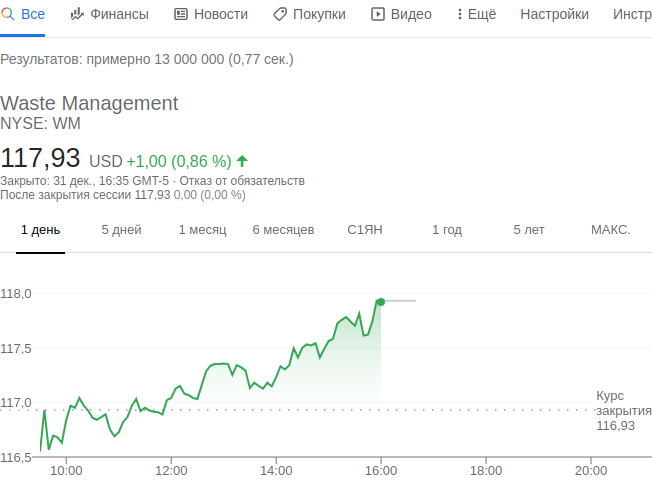 Все Финансы Новости Покупки Видео Ещё Настройки Инстр
Результатов: примерно 13 000 000 (0,77 сек.)
Waste Management
NYSE: WM
117,93 USD +1,00 (0,86 %)
Закрыто: 31 дек., 16:35 GMT-5 · Отказ от обязательств
После закрытия сессии 117,93 0,00 (0,00 %)
1 день 5 дней 1 месяц 6 месяцев С1ЯН 1 год 5 лет МАКС.
118,0
117,5
117,0
Курс
закрытия
116,93
116,5
10:00 12:00 14:00 16:00 18:00 20:00